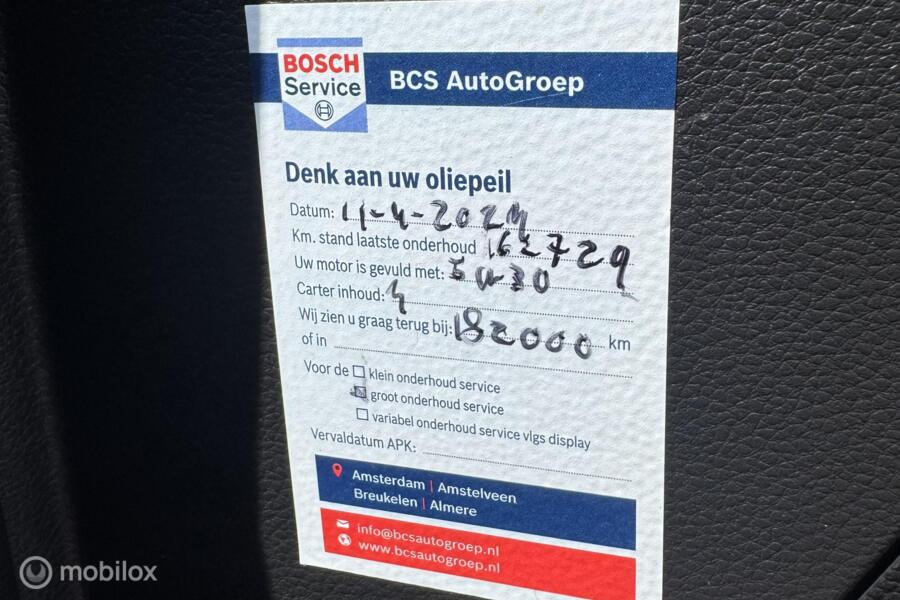 BOSCH
Service
BCS AutoGroep
Denk aan uw oliepeil
Datum: 11-4-2024
Km. stand laatste onderhoud 162729
Uw motor is gevuld met: 5W30
Carter inhoud: 4
Wij zien u graag terug bij: 182000 km
of in
Voor de klein onderhoud service
groot onderhoud service
variabel onderhoud service vlgs display
Vervaldatum APK:
Amsterdam | Amstelveen
Breukelen | Almere
info@bcsautogroep.nl
www.bcsautogroep.nl
mobilox